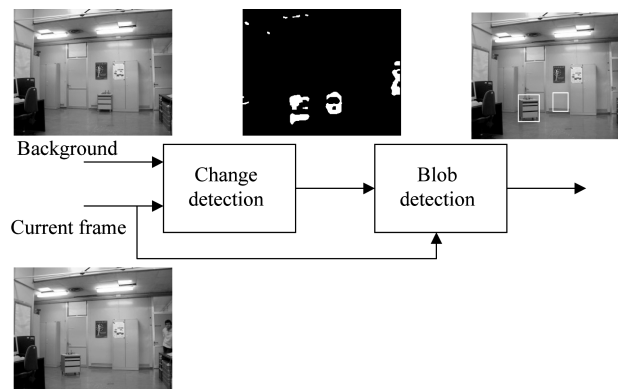 Background
Change
detection
Blob
detection
Current frame